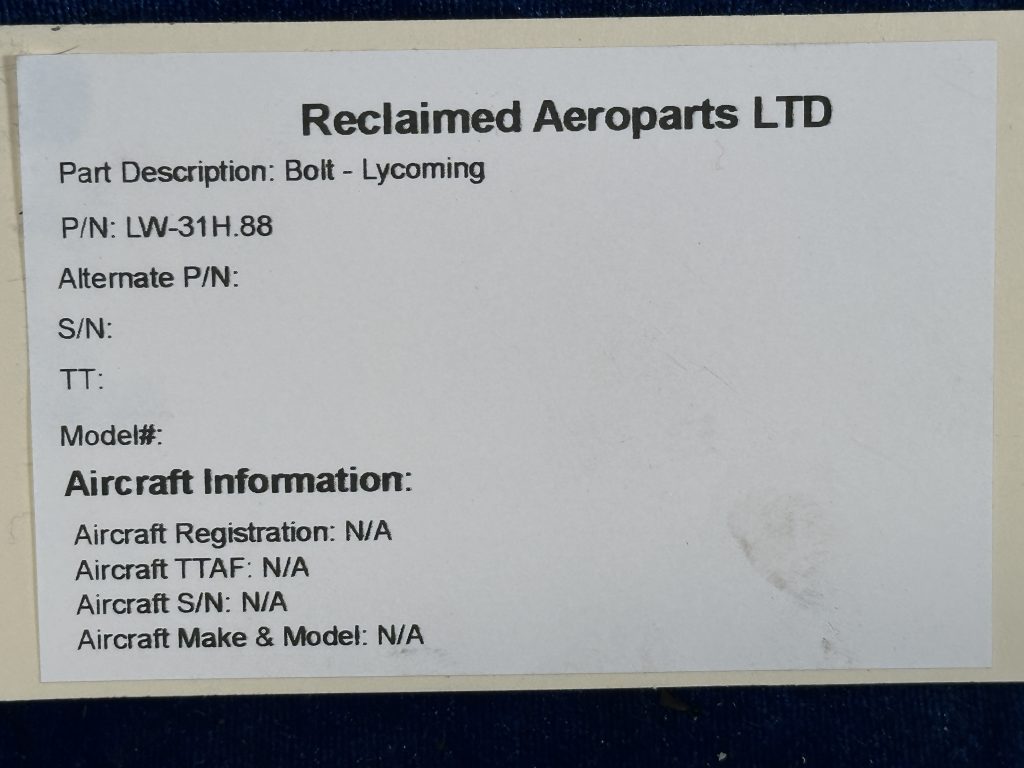 Reclaimed Aeroparts LTD
Part Description: Bolt - Lycoming
P/N: LW-31H.88
Alternate P/N:
S/N:
TT:
Model#:
Aircraft Information:
Aircraft Registration: N/A
Aircraft TTAF: N/A
Aircraft S/N: N/A
Aircraft Make & Model: N/A